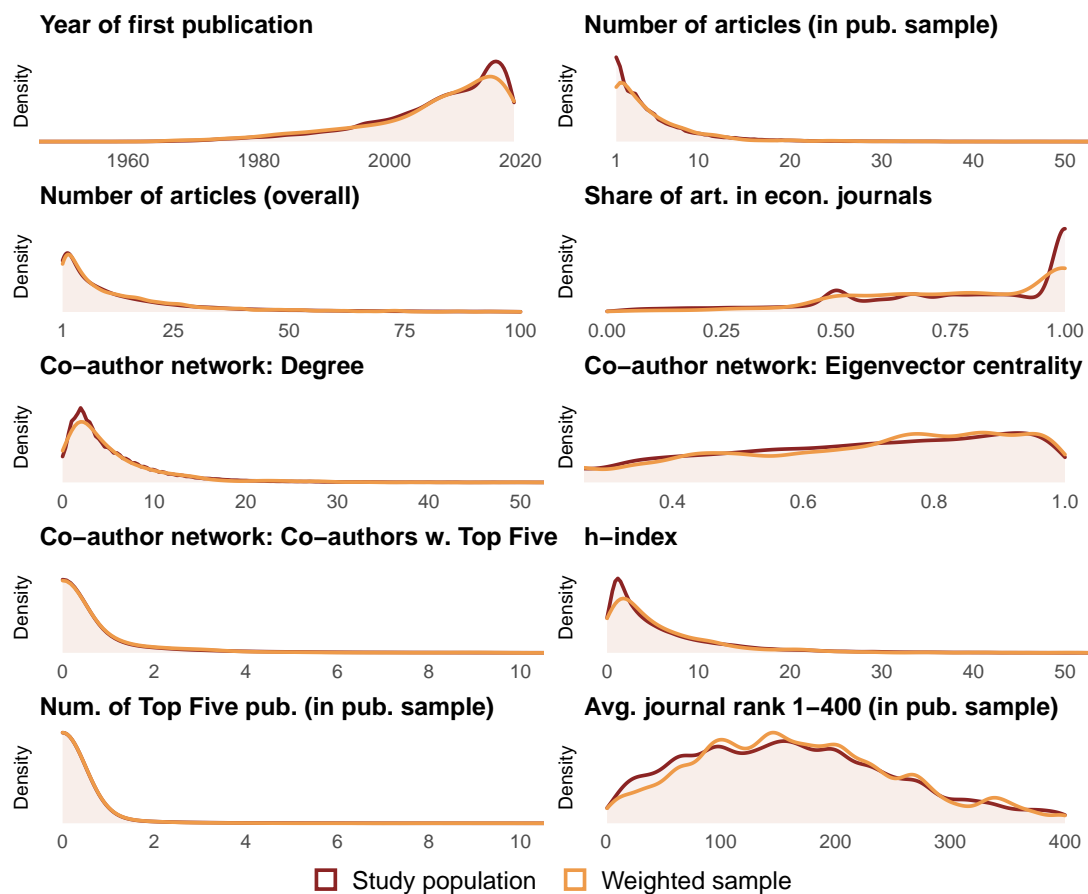 Year of first publication
Density
1960 1980 2000 2020
Number of articles (in pub. sample)
Density
1 10 20 30 40 50
Number of articles (overall)
Density
1 25 50 75 100
Share of art. in econ. journals
Density
0.00 0.25 0.50 0.75 1.00
Co−author network: Degree
Density
0 10 20 30 40 50
Co−author network: Eigenvector centrality
Density
0.4 0.6 0.8 1.0
Co−author network: Co−authors w. Top Five
Density
0 2 4 6 8 10
h−index
Density
0 10 20 30 40 50
Num. of Top Five pub. (in pub. sample)
Density
0 2 4 6 8 10
Avg. journal rank 1−400 (in pub. sample)
Density
0 100 200 300 400
Study population Weighted sample